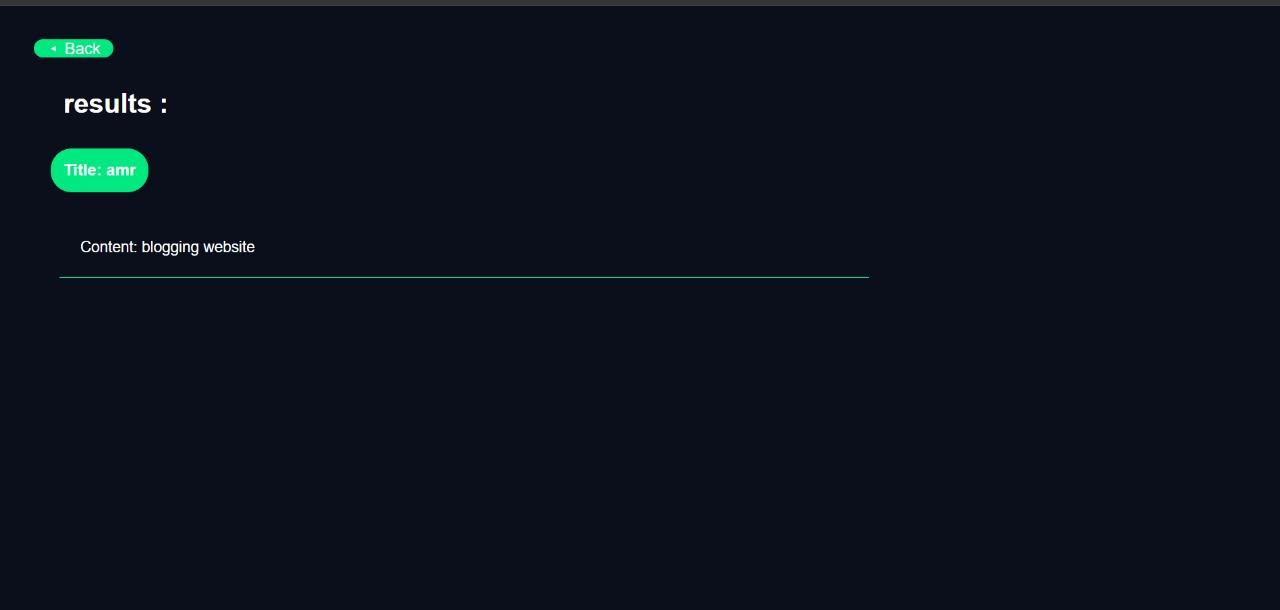 ◂ Back
results :
Title: amr
Content: blogging website